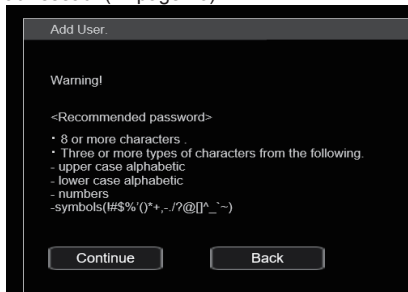 Add User.
Warning!
<Recommended password>
・8 or more characters .
・Three or more types of characters from the following.
- upper case alphabetic
- lower case alphabetic
- numbers
-symbols(!#$%'()*+,-./?@[]^_`~)
Continue
Back